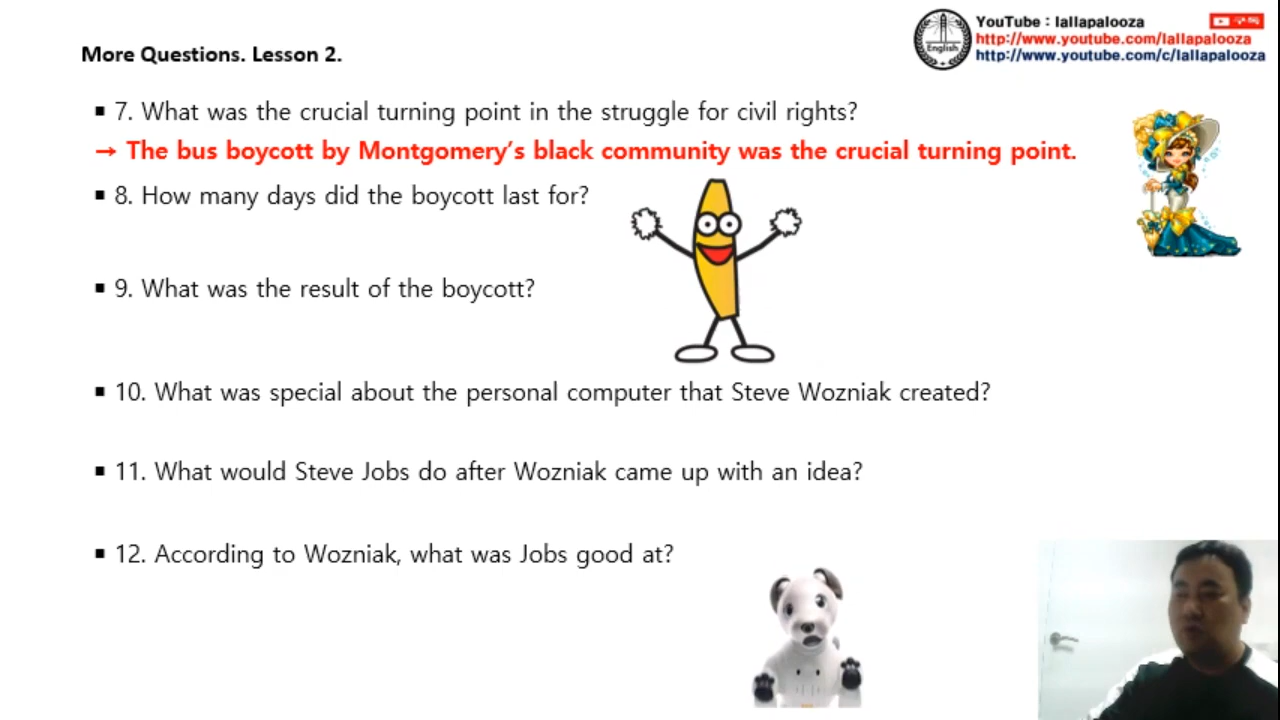 YouTube : lallapalooza
http://www.youtube.com/lallapalooza
http://www.youtube.com/c/lallapalooza
English
More Questions. Lesson 2.
▪ 7. What was the crucial turning point in the struggle for civil rights?
→ The bus boycott by Montgomery’s black community was the crucial turning point.
▪ 8. How many days did the boycott last for?
▪ 9. What was the result of the boycott?
▪ 10. What was special about the personal computer that Steve Wozniak created?
▪ 11. What would Steve Jobs do after Wozniak came up with an idea?
▪ 12. According to Wozniak, what was Jobs good at?